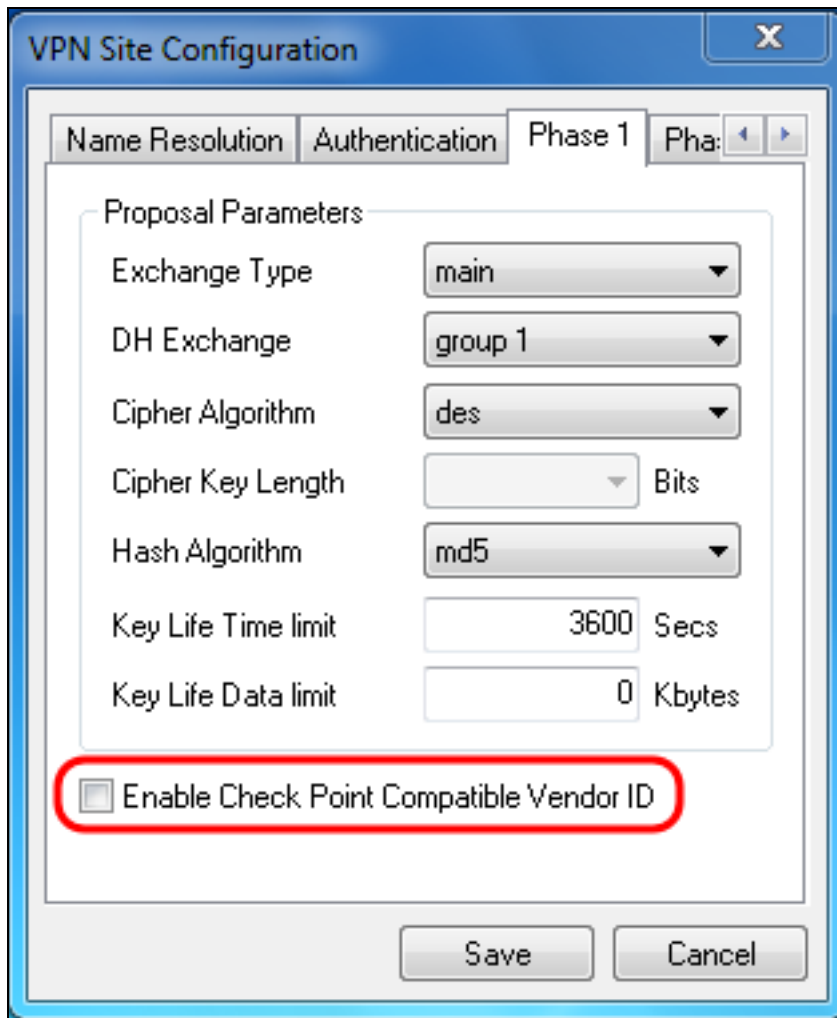 VPN Site Configuration
Name Resolution Authentication Phase 1 Pha
Proposal Parameters
Exchange Type main
DH Exchange group 1
Cipher Algorithm des
Cipher Key Length Bits
Hash Algorithm md5
Key Life Time limit 3600 Secs
Key Life Data limit 0 Kbytes
Enable Check Point Compatible Vendor ID
Save Cancel